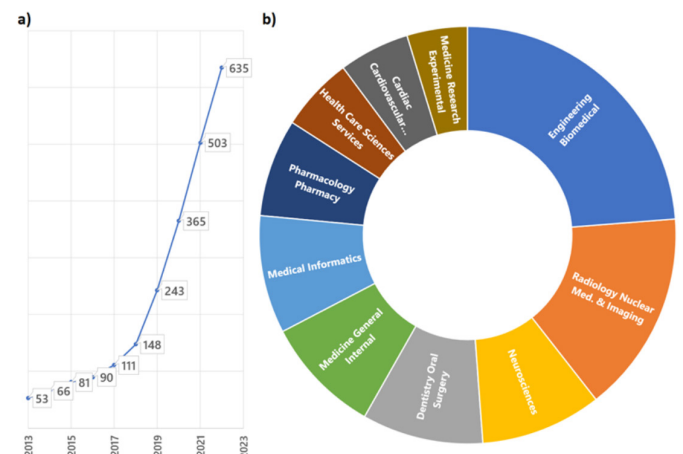 a)
53
66
81
90
111
148
243
365
503
635
2013
2015
2017
2019
2021
2023
b)
Engineering
Biomedical
Radiology Nuclear
Med. & Imaging
Neurosciences
Dentistry Oral
Surgery
Medicine General
Internal
Medical Informatics
Pharmacology
Pharmacy
Health Care Sciences
Services
Cardiac
Cardiovascular...
Medicine Research
Experimental